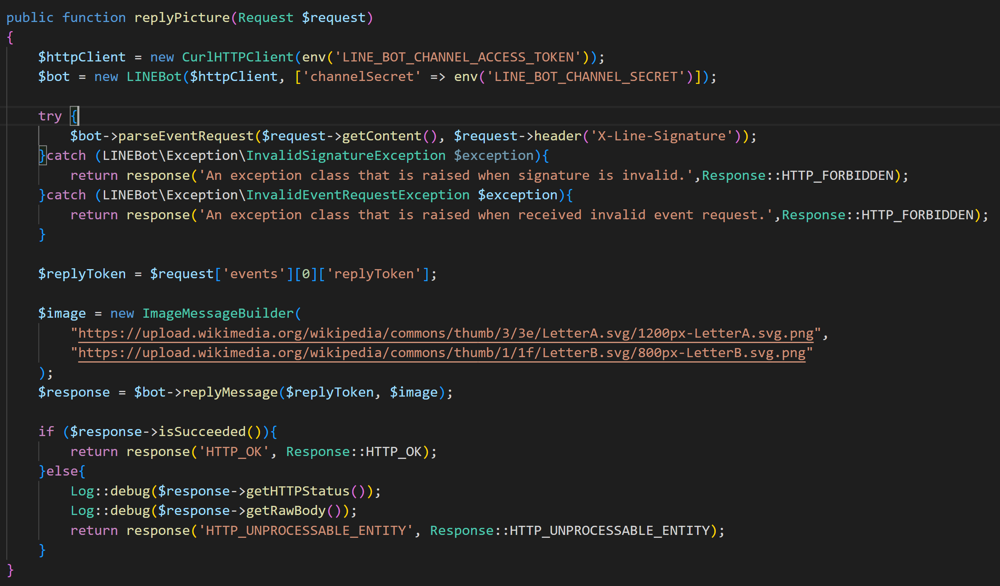 public function replyPicture(Request $request)
{
    $httpClient = new CurlHTTPClient(env('LINE_BOT_CHANNEL_ACCESS_TOKEN'));
    $bot = new LINEBot($httpClient, ['channelSecret' => env('LINE_BOT_CHANNEL_SECRET')]);

    try {
        $bot->parseEventRequest($request->getContent(), $request->header('X-Line-Signature'));
    }catch (LINEBot\Exception\InvalidSignatureException $exception){
        return response('An exception class that is raised when signature is invalid.',Response::HTTP_FORBIDDEN);
    }catch (LINEBot\Exception\InvalidEventRequestException $exception){
        return response('An exception class that is raised when received invalid event request.',Response::HTTP_FORBIDDEN);
    }

    $replyToken = $request['events'][0]['replyToken'];

    $image = new ImageMessageBuilder(
        "https://upload.wikimedia.org/wikipedia/commons/thumb/3/3e/LetterA.svg/1200px-LetterA.svg.png",
        "https://upload.wikimedia.org/wikipedia/commons/thumb/1/1f/LetterB.svg/800px-LetterB.svg.png"
    );
    $response = $bot->replyMessage($replyToken, $image);

    if ($response->isSucceeded()){
        return response('HTTP_OK', Response::HTTP_OK);
    }else{
        Log::debug($response->getHTTPStatus());
        Log::debug($response->getRawBody());
        return response('HTTP_UNPROCESSABLE_ENTITY', Response::HTTP_UNPROCESSABLE_ENTITY);
    }
}